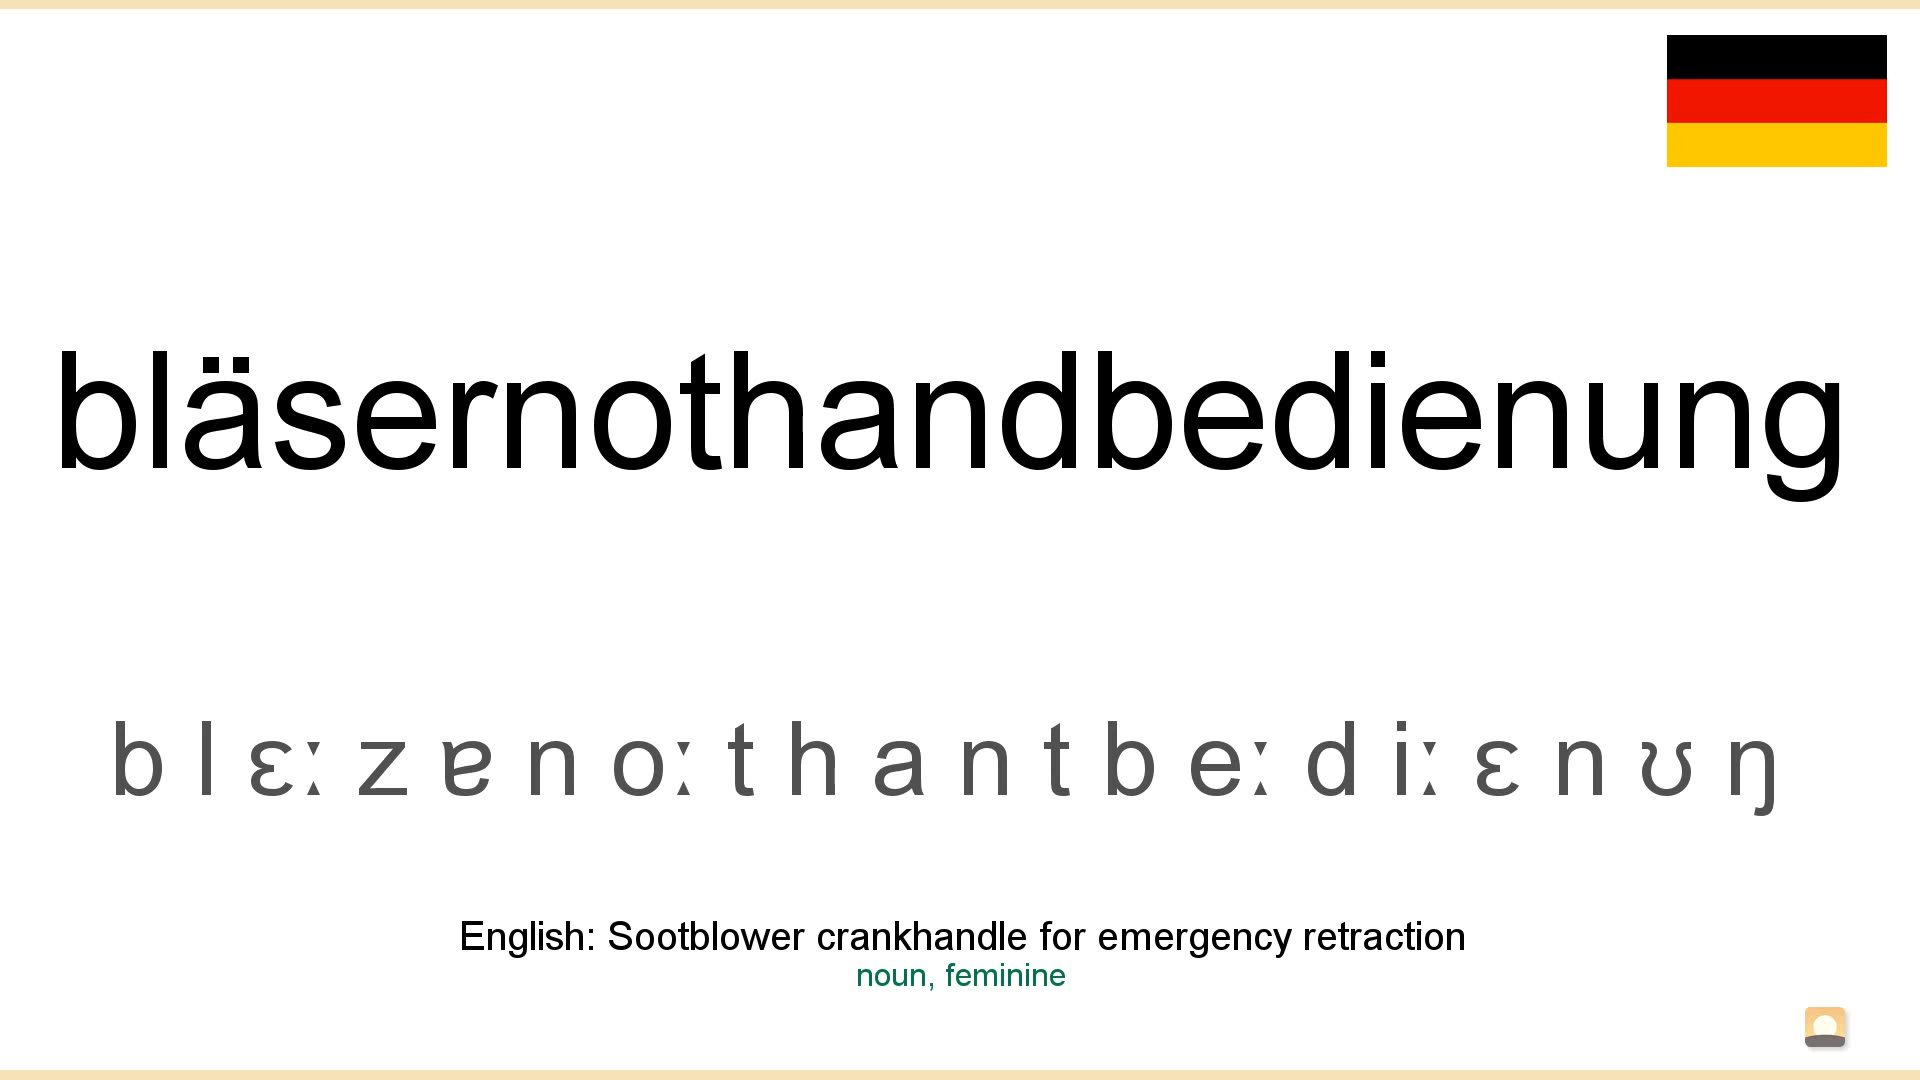 bläsernothandbedienung
b l ɛː z ɐ n oː t h a n t b eː d iː ɛ n ʊ ŋ
English: Sootblower crankhandle for emergency retraction
noun, feminine